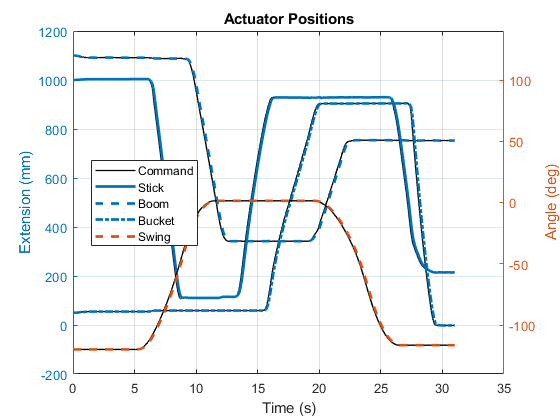 Actuator Positions
1200
1000
800
600
400
200
0
-200
Extension (mm)
Command
Stick
Boom
Bucket
Swing
100
50
0
-50
-100
Angle (deg)
0
5
10
15
20
25
30
35
Time (s)